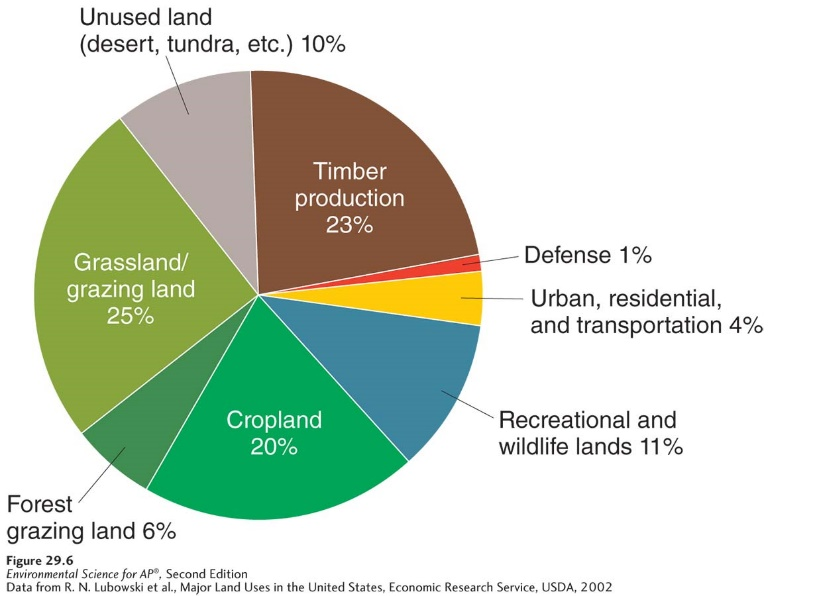 Unused land
(desert, tundra, etc.) 10%
Timber
production
23%
Defense 1%
Urban, residential,
and transportation 4%
Recreational and
wildlife lands 11%
Cropland
20%
Forest
grazing land 6%
Grassland/
grazing land
25%
Figure 29.6
Environmental Science for AP®, Second Edition
Data from R. N. Lubowski et al., Major Land Uses in the United States, Economic Research Service, USDA, 2002